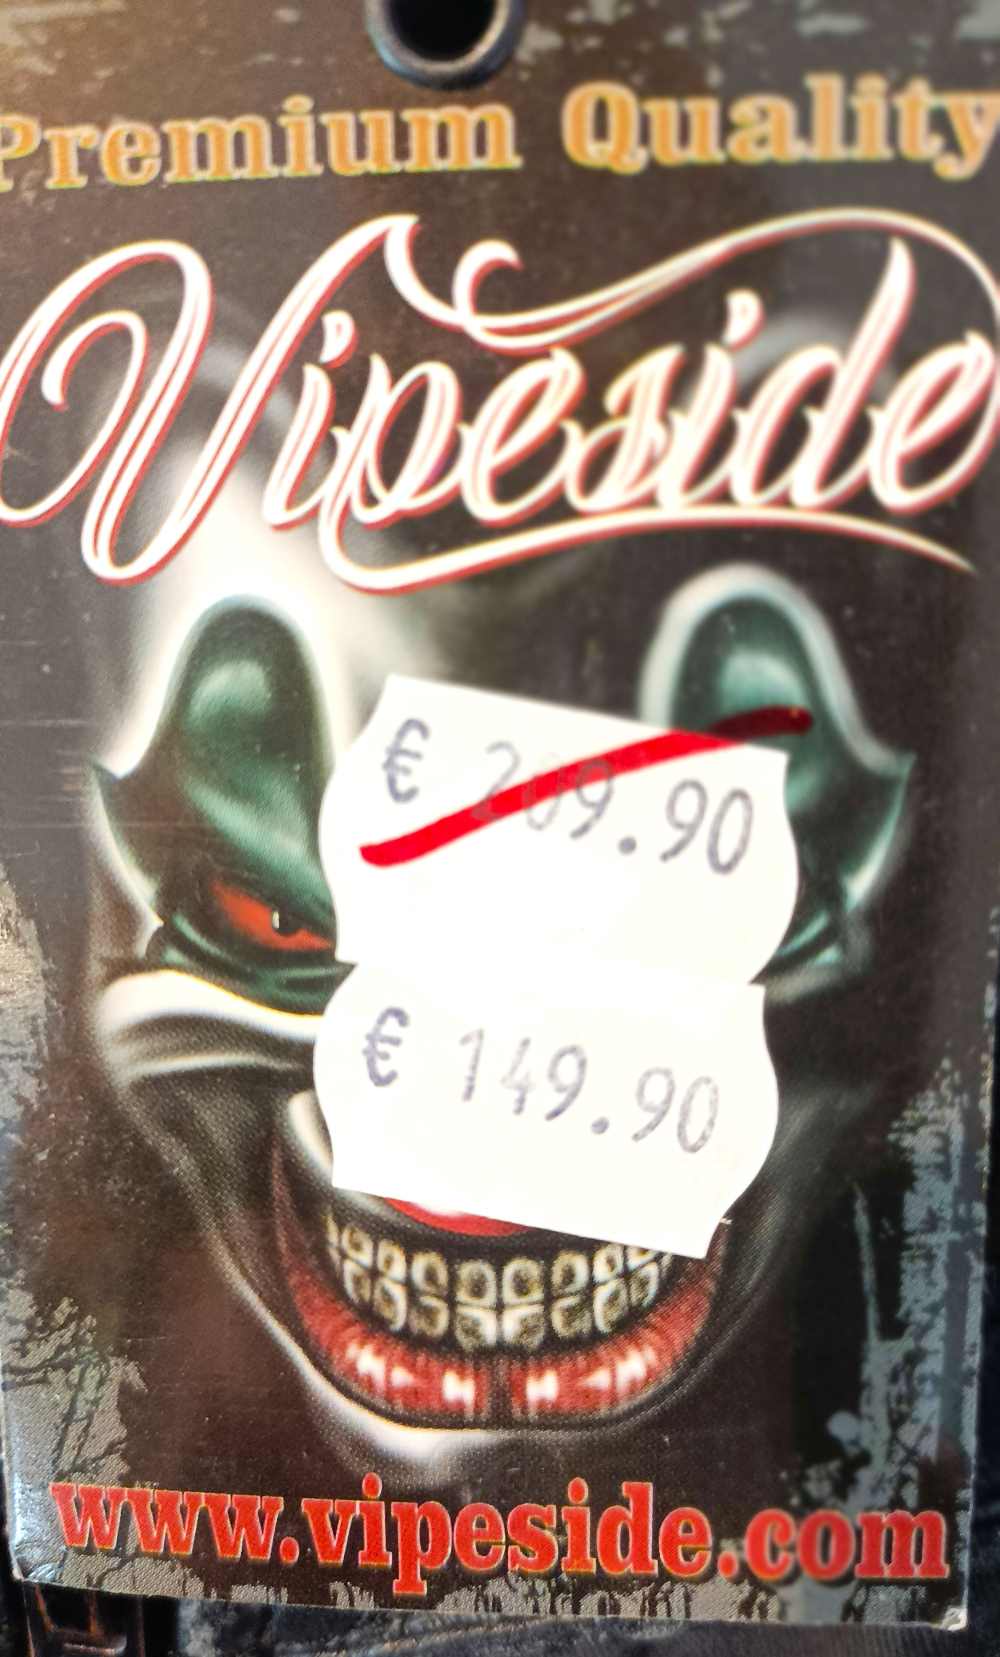 Premium Quality
Vipeside
€ 209.90
€ 149.90
www.vipeside.com